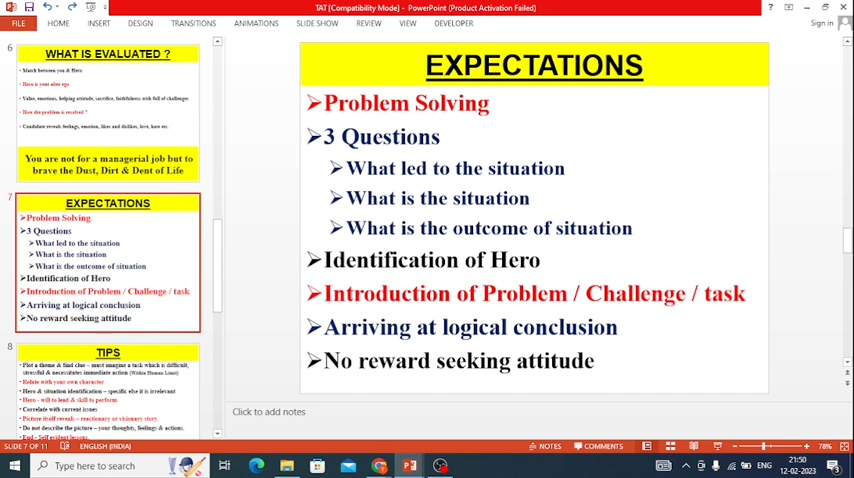 TAT [Compatibility Mode] - PowerPoint (Product Activation Failed)
FILE HOME INSERT DESIGN TRANSITIONS ANIMATIONS SLIDE SHOW REVIEW VIEW DEVELOPER Sign in
6
WHAT IS EVALUATED ?
• Match between you & Hero
• Hero is your alter ego
• Value, emotions, helping attitude, sacrifice, faithfulness with full of challenges
• How the problem is resolved ?
• Candidate reveals feelings, emotion, likes and dislikes, love, hate etc.
You are not for a managerial job but to
brave the Dust, Dirt & Dent of Life
7
EXPECTATIONS
➢Problem Solving
➢3 Questions
➢What led to the situation
➢What is the situation
➢What is the outcome of situation
➢Identification of Hero
➢Introduction of Problem / Challenge / task
➢Arriving at logical conclusion
➢No reward seeking attitude
8
TIPS
• Plot a theme & find clue – must imagine a task which is difficult,
stressful & necessitates immediate action (Within Human Limit)
• Relate with your own character
• Hero & situation identification – specific else it is irrelevant
• Hero - will to lead & skill to perform
• Correlate with current issues
• Picture itself reveals – reactionary or visionary story.
• Do not describe the picture – your thoughts, feelings & actions.
• End - Self evident lessons.
EXPECTATIONS
➢Problem Solving
➢3 Questions
➢What led to the situation
➢What is the situation
➢What is the outcome of situation
➢Identification of Hero
➢Introduction of Problem / Challenge / task
➢Arriving at logical conclusion
➢No reward seeking attitude
Click to add notes
SLIDE 7 OF 11 ENGLISH (INDIA) NOTES COMMENTS 78%
Type here to search ENG 21:50
12-02-2023 3